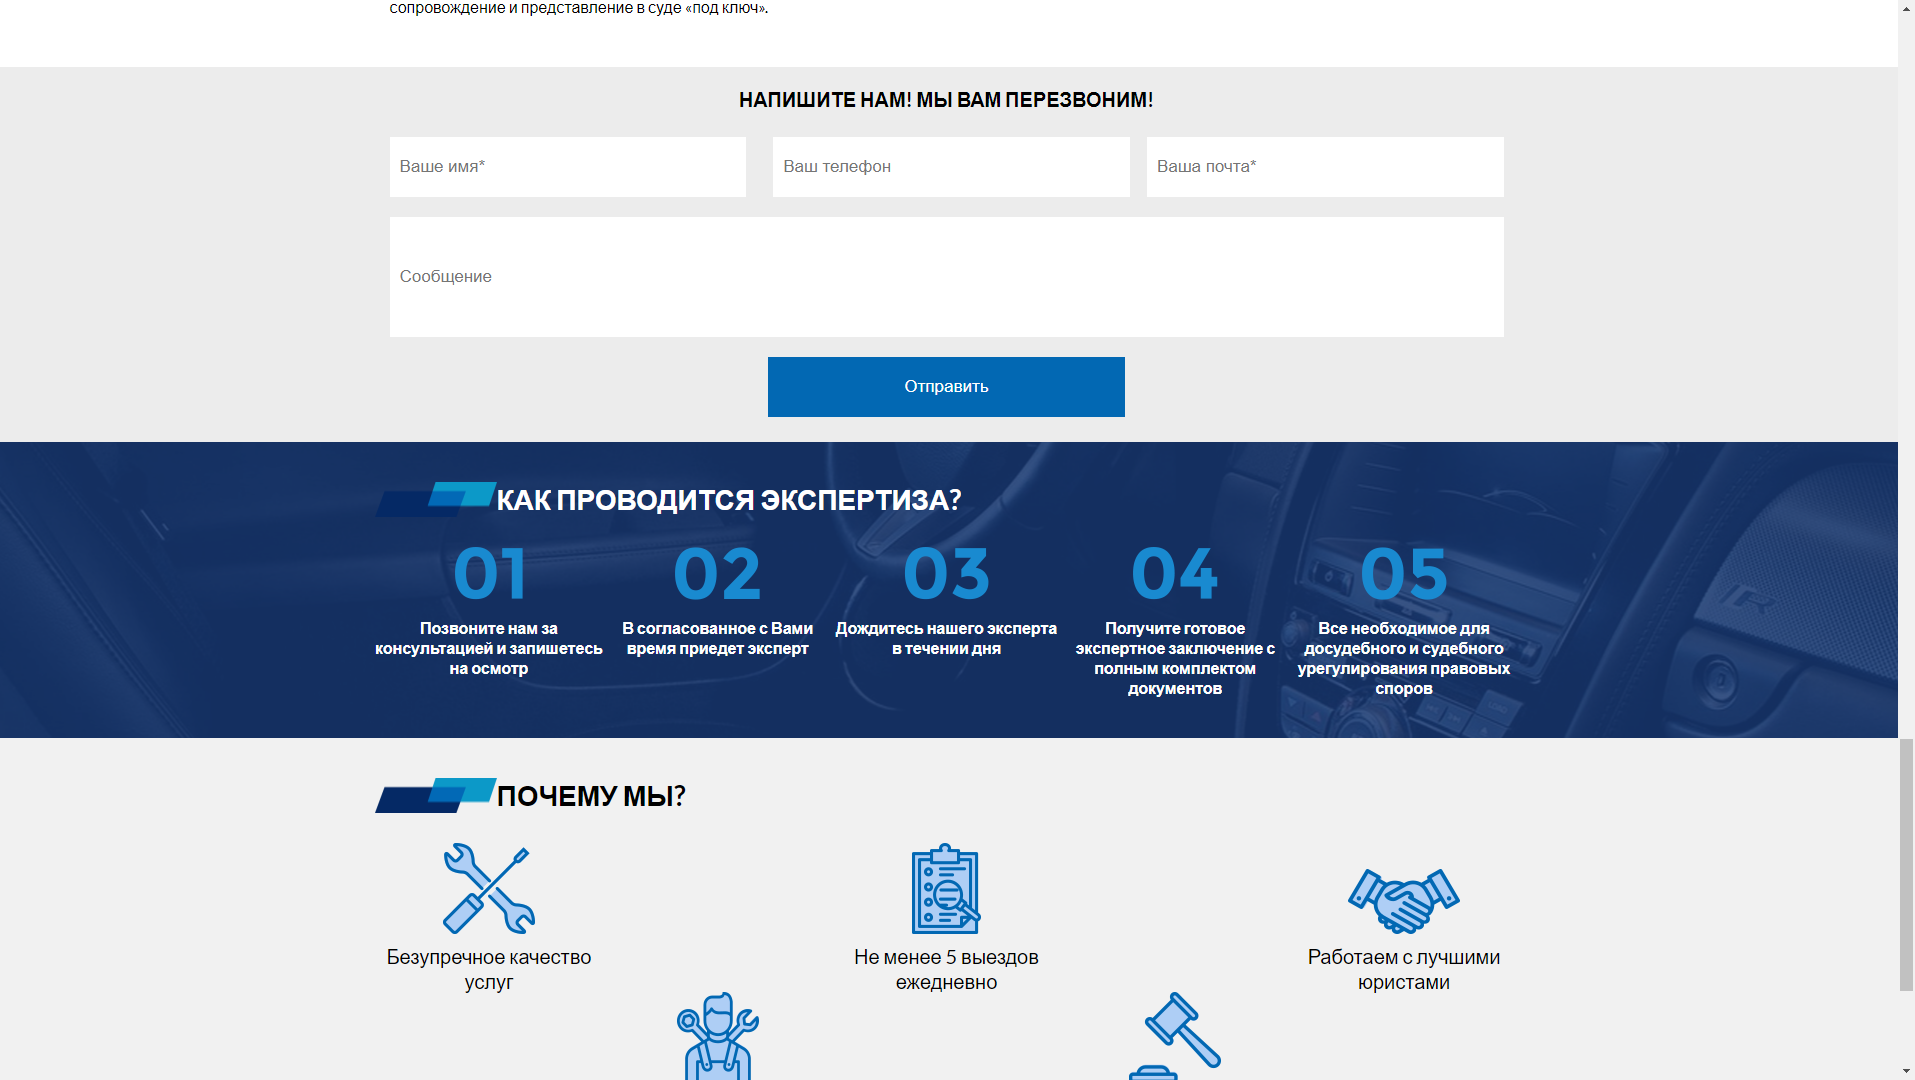 сопровождение и представление в суде «под ключ».
НАПИШИТЕ НАМ! МЫ ВАМ ПЕРЕЗВОНИМ!
Ваше имя*
Ваш телефон
Ваша почта*
Сообщение
Отправить
КАК ПРОВОДИТСЯ ЭКСПЕРТИЗА?
01
Позвоните нам за
консультацией и запишетесь
на осмотр
02
В согласованное с Вами
время приедет эксперт
03
Дождитесь нашего эксперта
в течении дня
04
Получите готовое
экспертное заключение с
полным комплектом
документов
05
Все необходимое для
досудебного и судебного
урегулирования правовых
споров
ПОЧЕМУ МЫ?
Безупречное качество
услуг
Не менее 5 выездов
ежедневно
Работаем с лучшими
юристами